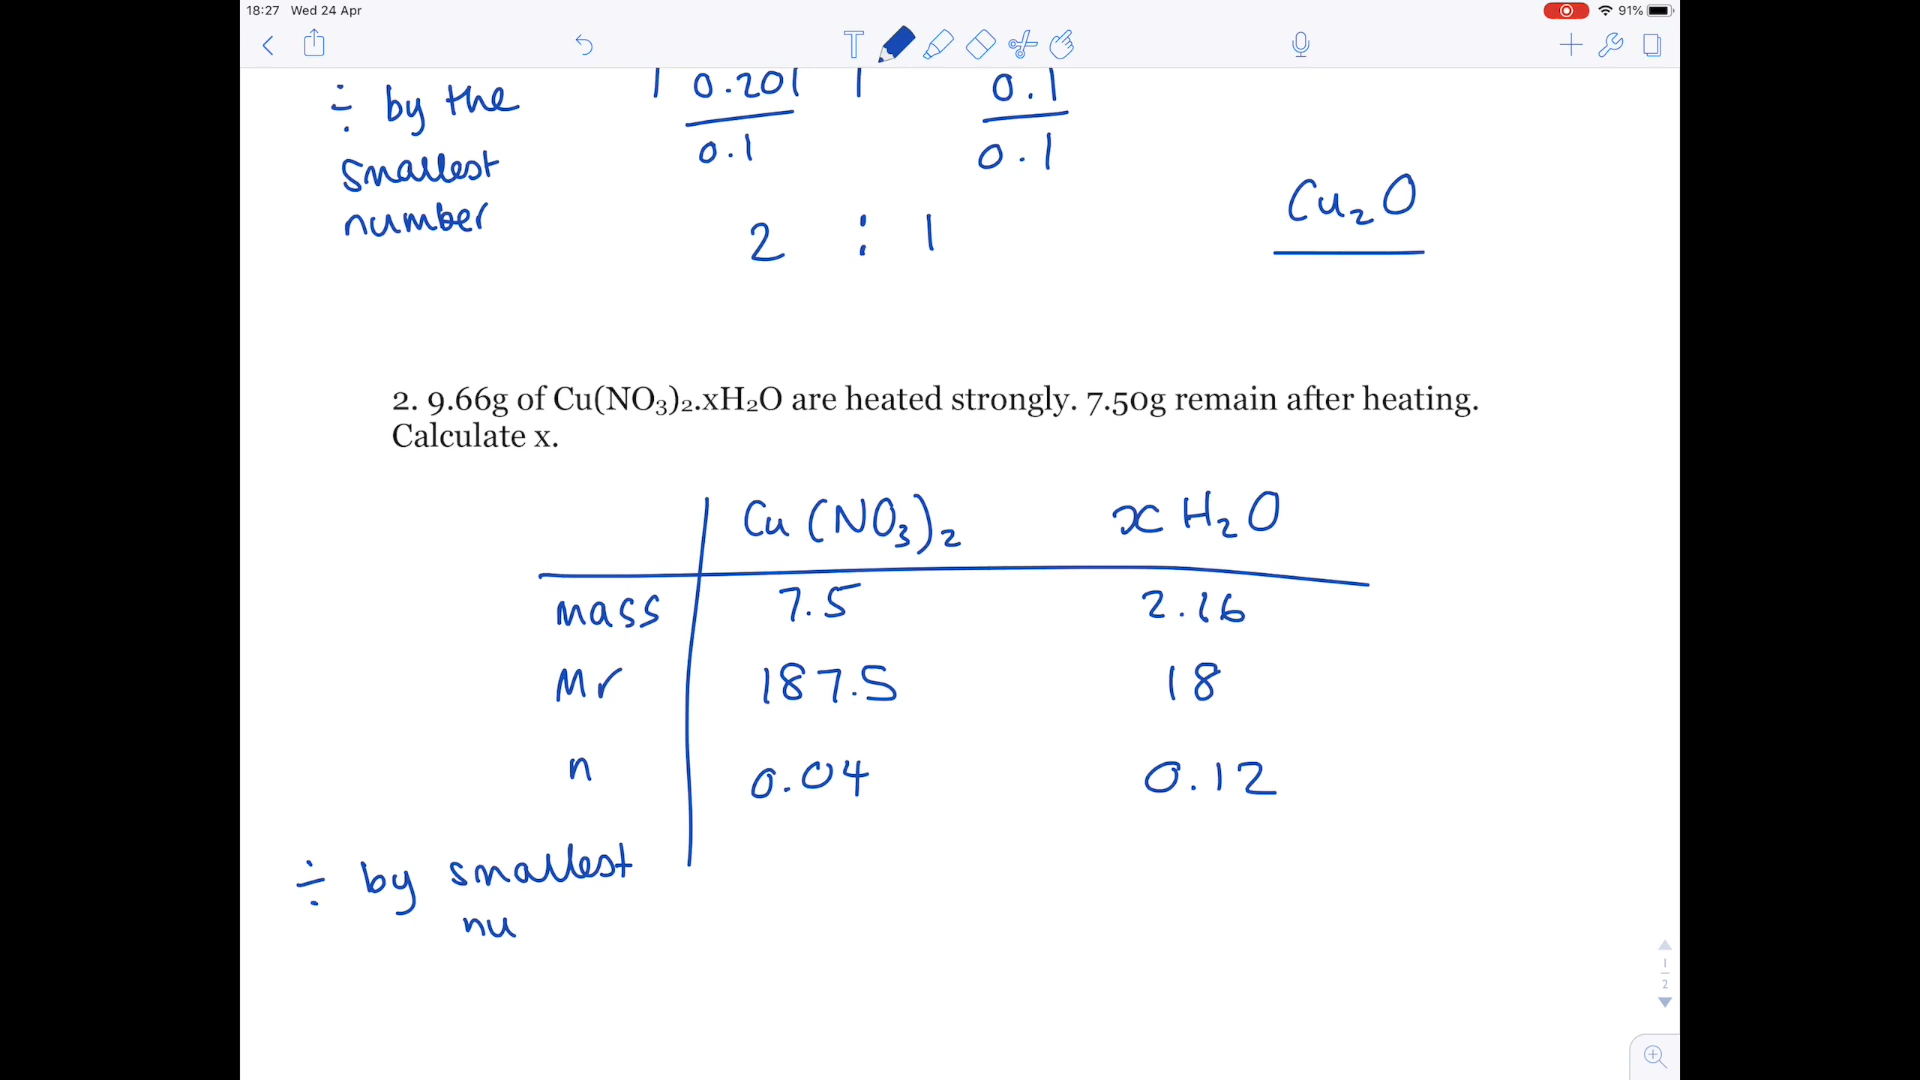 18:27 Wed 24 Apr
91%
T
÷ by the
smallest
number
0.201
0.1
0.1
0.1
2 : 1
Cu₂O
2. 9.66g of Cu(NO₃)₂.xH₂O are heated strongly. 7.50g remain after heating.
Calculate x.
Cu(NO₃)₂ xH₂O
mass 7.5 2.16
Mr 187.5 18
n 0.04 0.12
÷ by smallest
nu
1
2